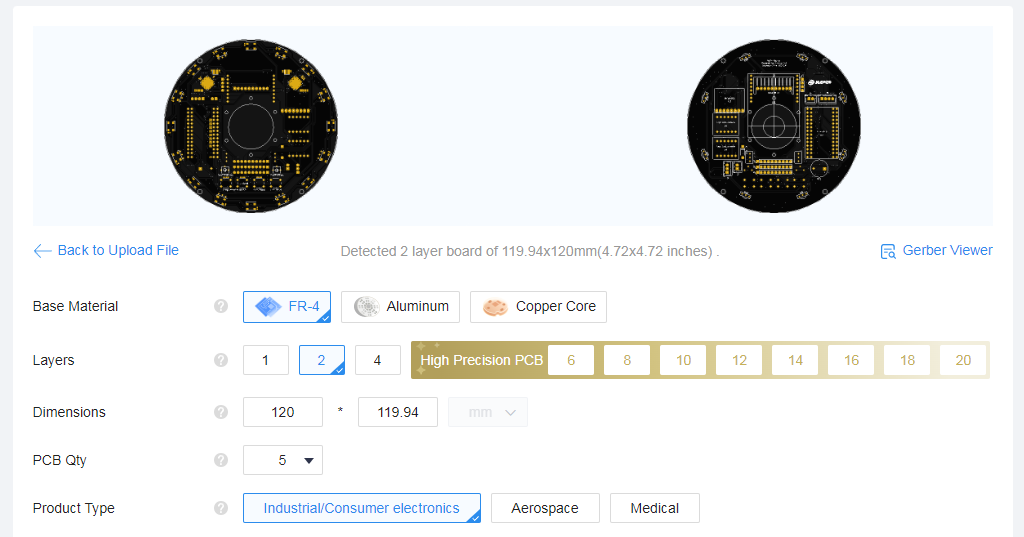 Back to Upload File
Detected 2 layer board of 119.94x120mm(4.72x4.72 inches) .
Gerber Viewer
Base Material ? FR-4 Aluminum Copper Core
Layers ? 1 2 4 High Precision PCB 6 8 10 12 14 16 18 20
Dimensions ? 120 * 119.94 mm
PCB Qty ? 5
Product Type ? Industrial/Consumer electronics Aerospace Medical